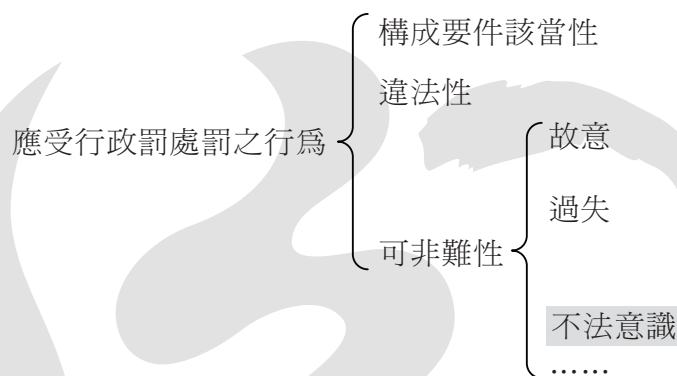 構成要件該當性
違法性
應受行政罰處罰之行爲
故意
過失
可非難性
不法意識
……